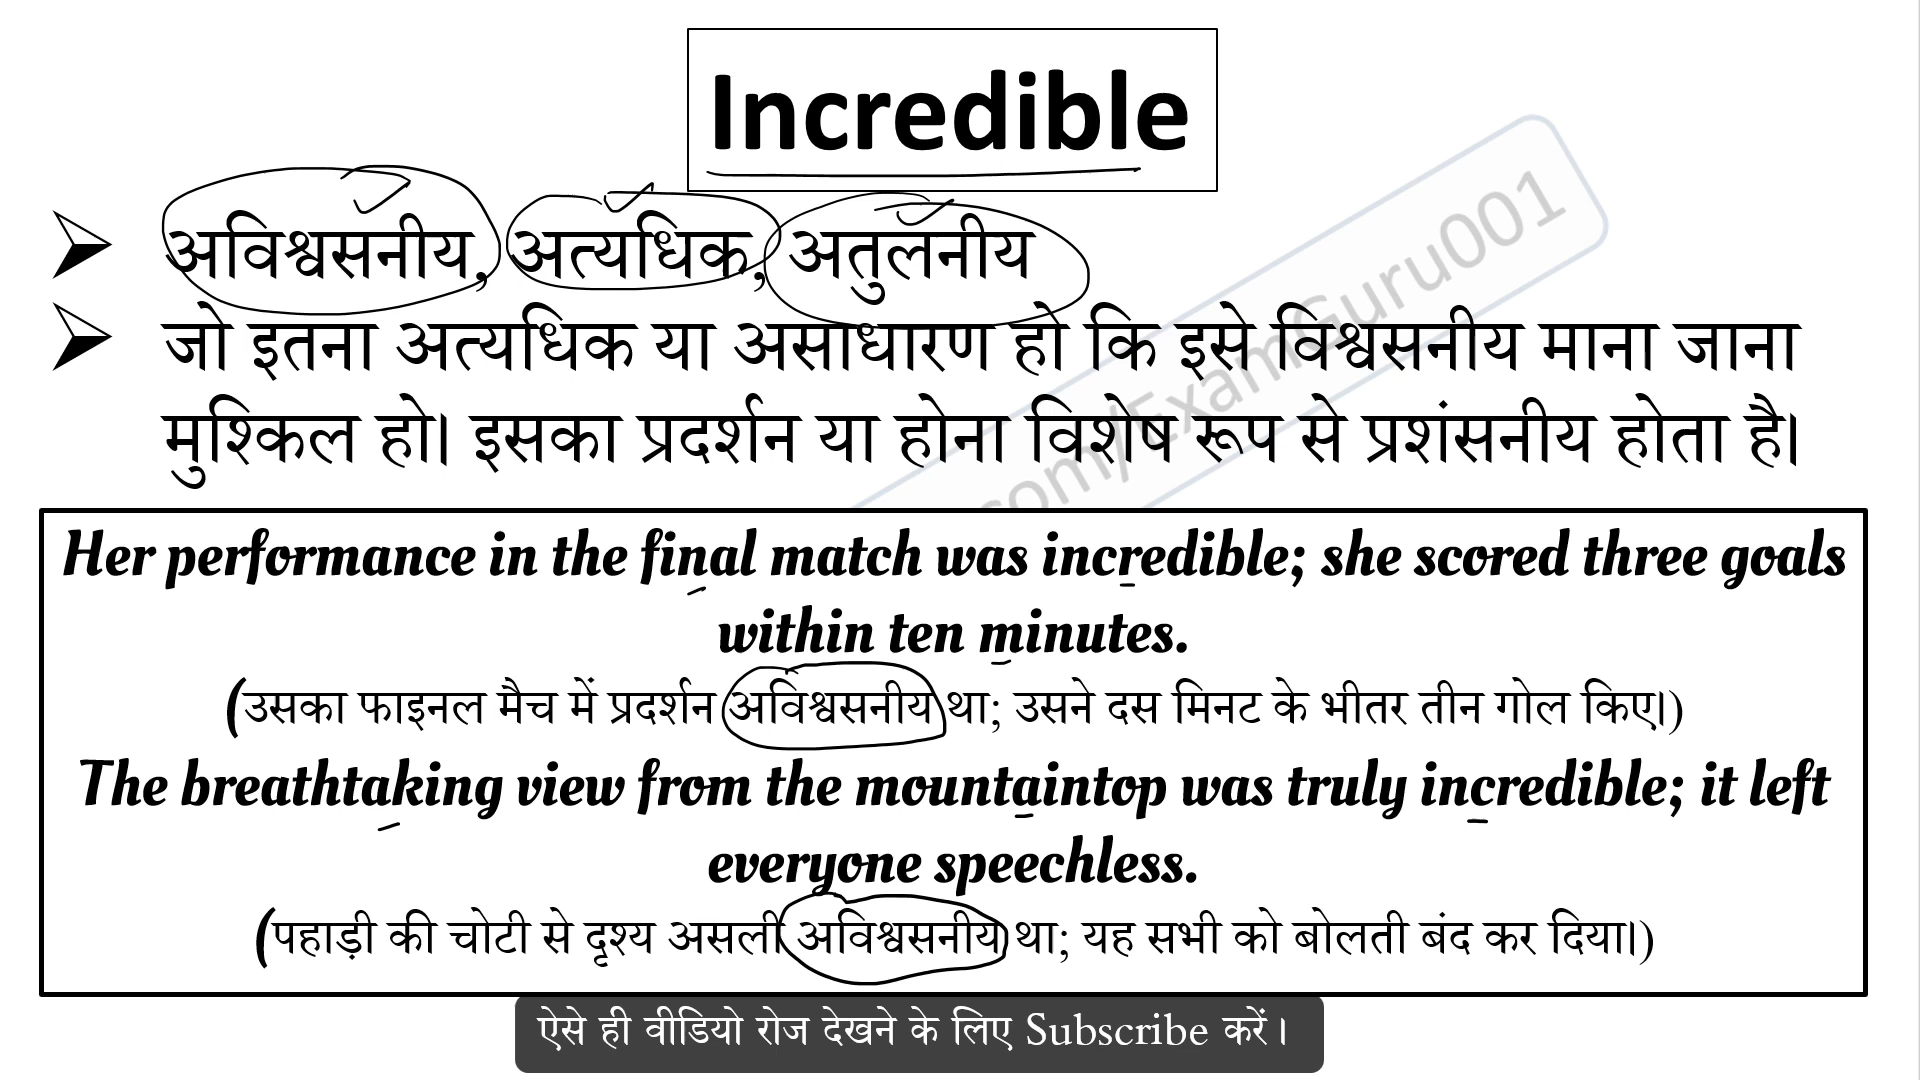 Incredible
अविश्वसनीय, अत्यधिक, अतुलनीय
जो इतना अत्यधिक या असाधारण हो कि इसे विश्वसनीय माना जाना
मुश्किल हो। इसका प्रदर्शन या होना विशेष रूप से प्रशंसनीय होता है।
.com/ExamGuru001
Her performance in the final match was incredible; she scored three goals
within ten minutes.
(उसका फाइनल मैच में प्रदर्शन अविश्वसनीय था; उसने दस मिनट के भीतर तीन गोल किए।)
The breathtaking view from the mountaintop was truly incredible; it left
everyone speechless.
(पहाड़ी की चोटी से दृश्य असली अविश्वसनीय था; यह सभी को बोलती बंद कर दिया।)
ऐसे ही वीडियो रोज देखने के लिए Subscribe करें।